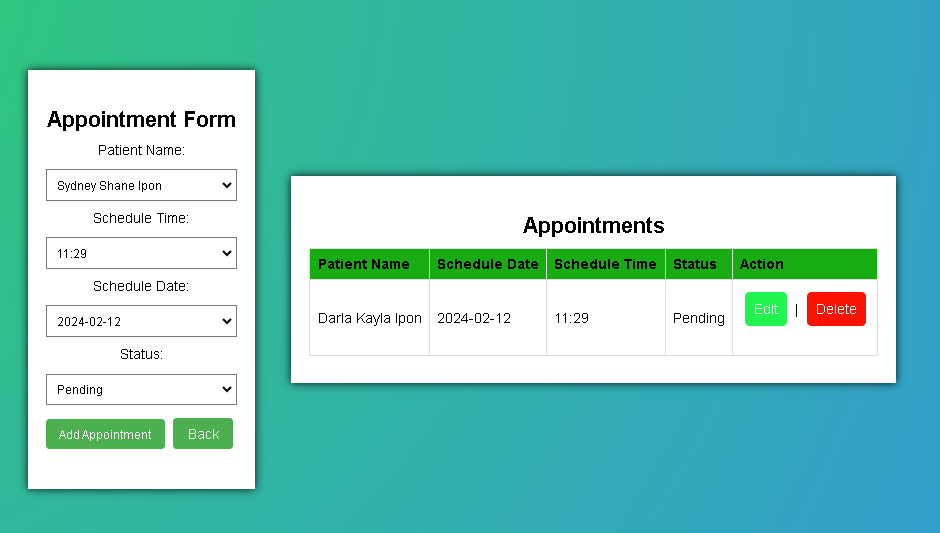 Appointment Form
Patient Name:
Sydney Shane Ipon
Schedule Time:
11:29
Schedule Date:
2024-02-12
Status:
Pending
Add Appointment Back
Appointments
Patient Name Schedule Date Schedule Time Status Action
Darla Kayla Ipon 2024-02-12 11:29 Pending Edit | Delete